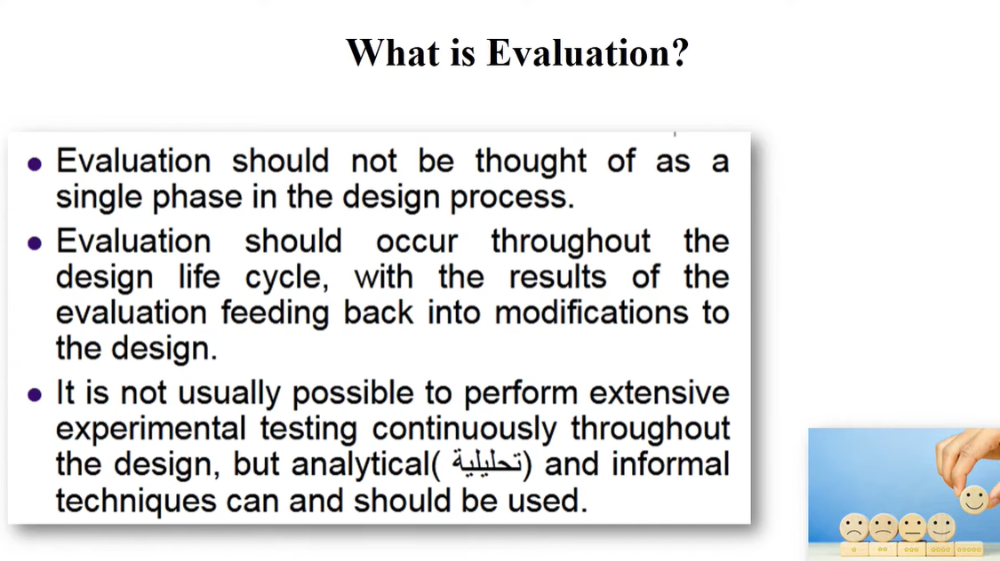 What is Evaluation?
Evaluation should not be thought of as a
single phase in the design process.
Evaluation should occur throughout the
design life cycle, with the results of the
evaluation feeding back into modifications to
the design.
It is not usually possible to perform extensive
experimental testing continuously throughout
the design, but analytical( تحليلية) and informal
techniques can and should be used.